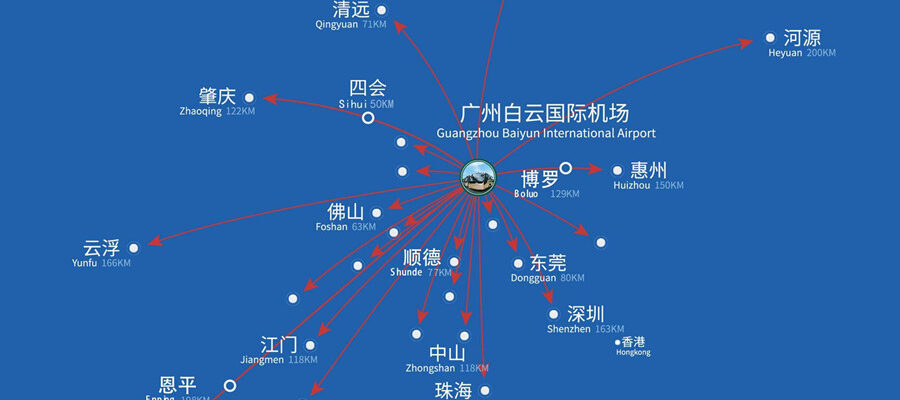 清远
Qingyuan 71KM
河源
Heyuan 200KM
四会
Sihui 50KM
肇庆
Zhaoqing 122KM
广州白云国际机场
Guangzhou Baiyun International Airport
博罗
Boluo 129KM
惠州
Huizhou 150KM
佛山
Foshan 63KM
云浮
Yunfu 166KM
顺德
Shunde 77KM
东莞
Dongguan 80KM
深圳
Shenzhen 163KM
香港
Hongkong
江门
Jiangmen 118KM
中山
Zhongshan 118KM
恩平
Enping 198KM
珠海